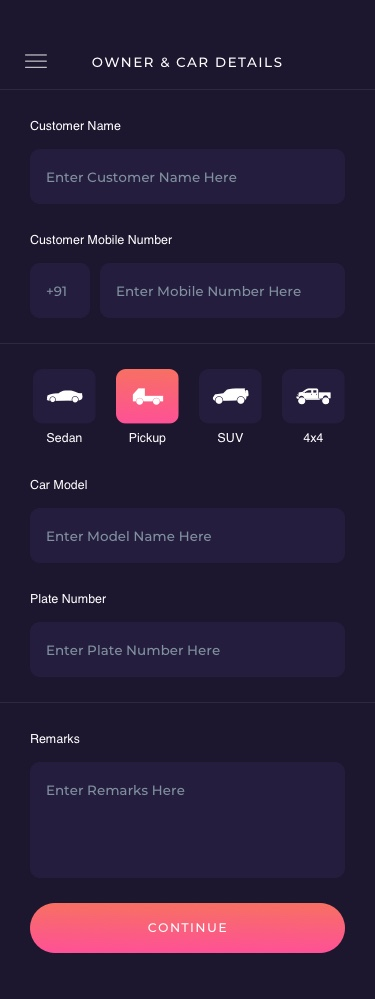 OWNER & CAR DETAILS
Customer Name
Enter Customer Name Here
Customer Mobile Number
+91 Enter Mobile Number Here
Sedan Pickup SUV 4x4
Car Model
Enter Model Name Here
Plate Number
Enter Plate Number Here
Remarks
Enter Remarks Here
CONTINUE